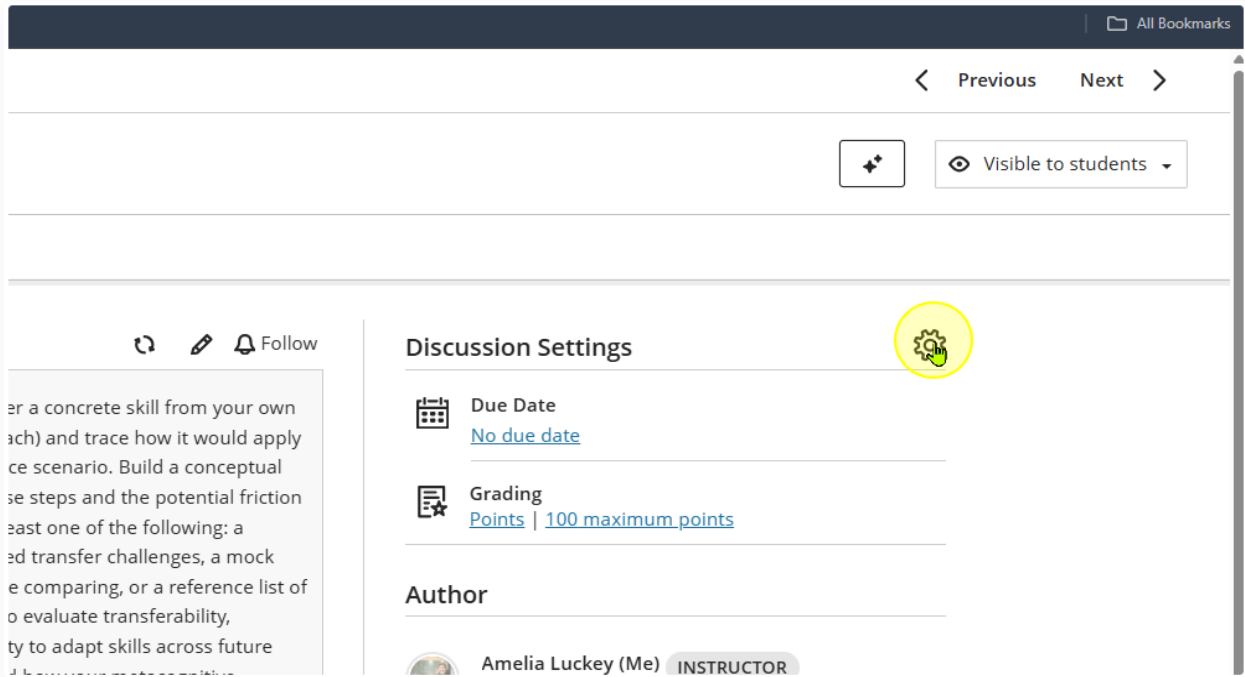 All Bookmarks
Previous
Next
Visible to students
Follow
er a concrete skill from your own
ach) and trace how it would apply
ce scenario. Build a conceptual
se steps and the potential friction
east one of the following: a
ed transfer challenges, a mock
e comparing, or a reference list of
o evaluate transferability,
ty to adapt skills across future
Discussion Settings
Due Date
No due date
Grading
Points | 100 maximum points
Author
Amelia Luckey (Me) INSTRUCTOR